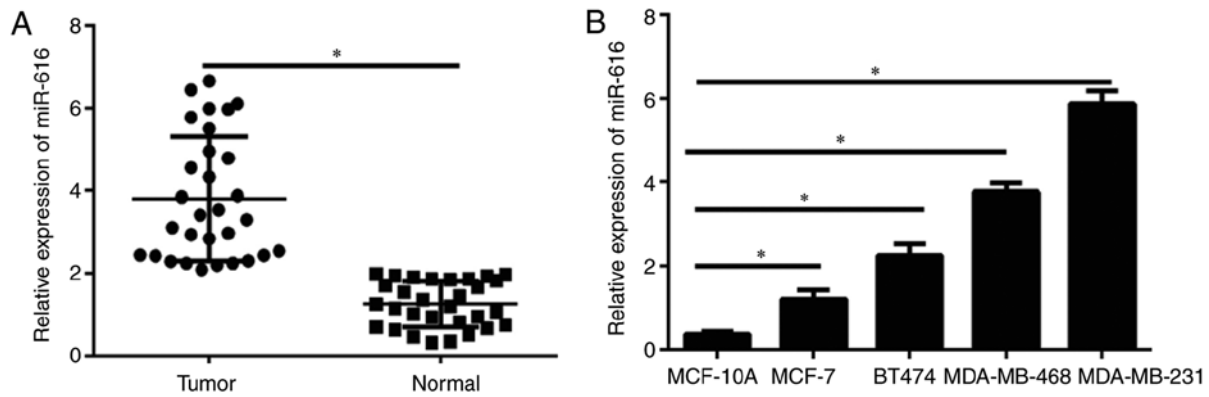 A
Relative expression of miR-616
8
6
4
2
0
*
Tumor
Normal
B
Relative expression of miR-616
8
6
4
2
0
*
*
*
*
MCF-10A MCF-7 BT474 MDA-MB-468 MDA-MB-231